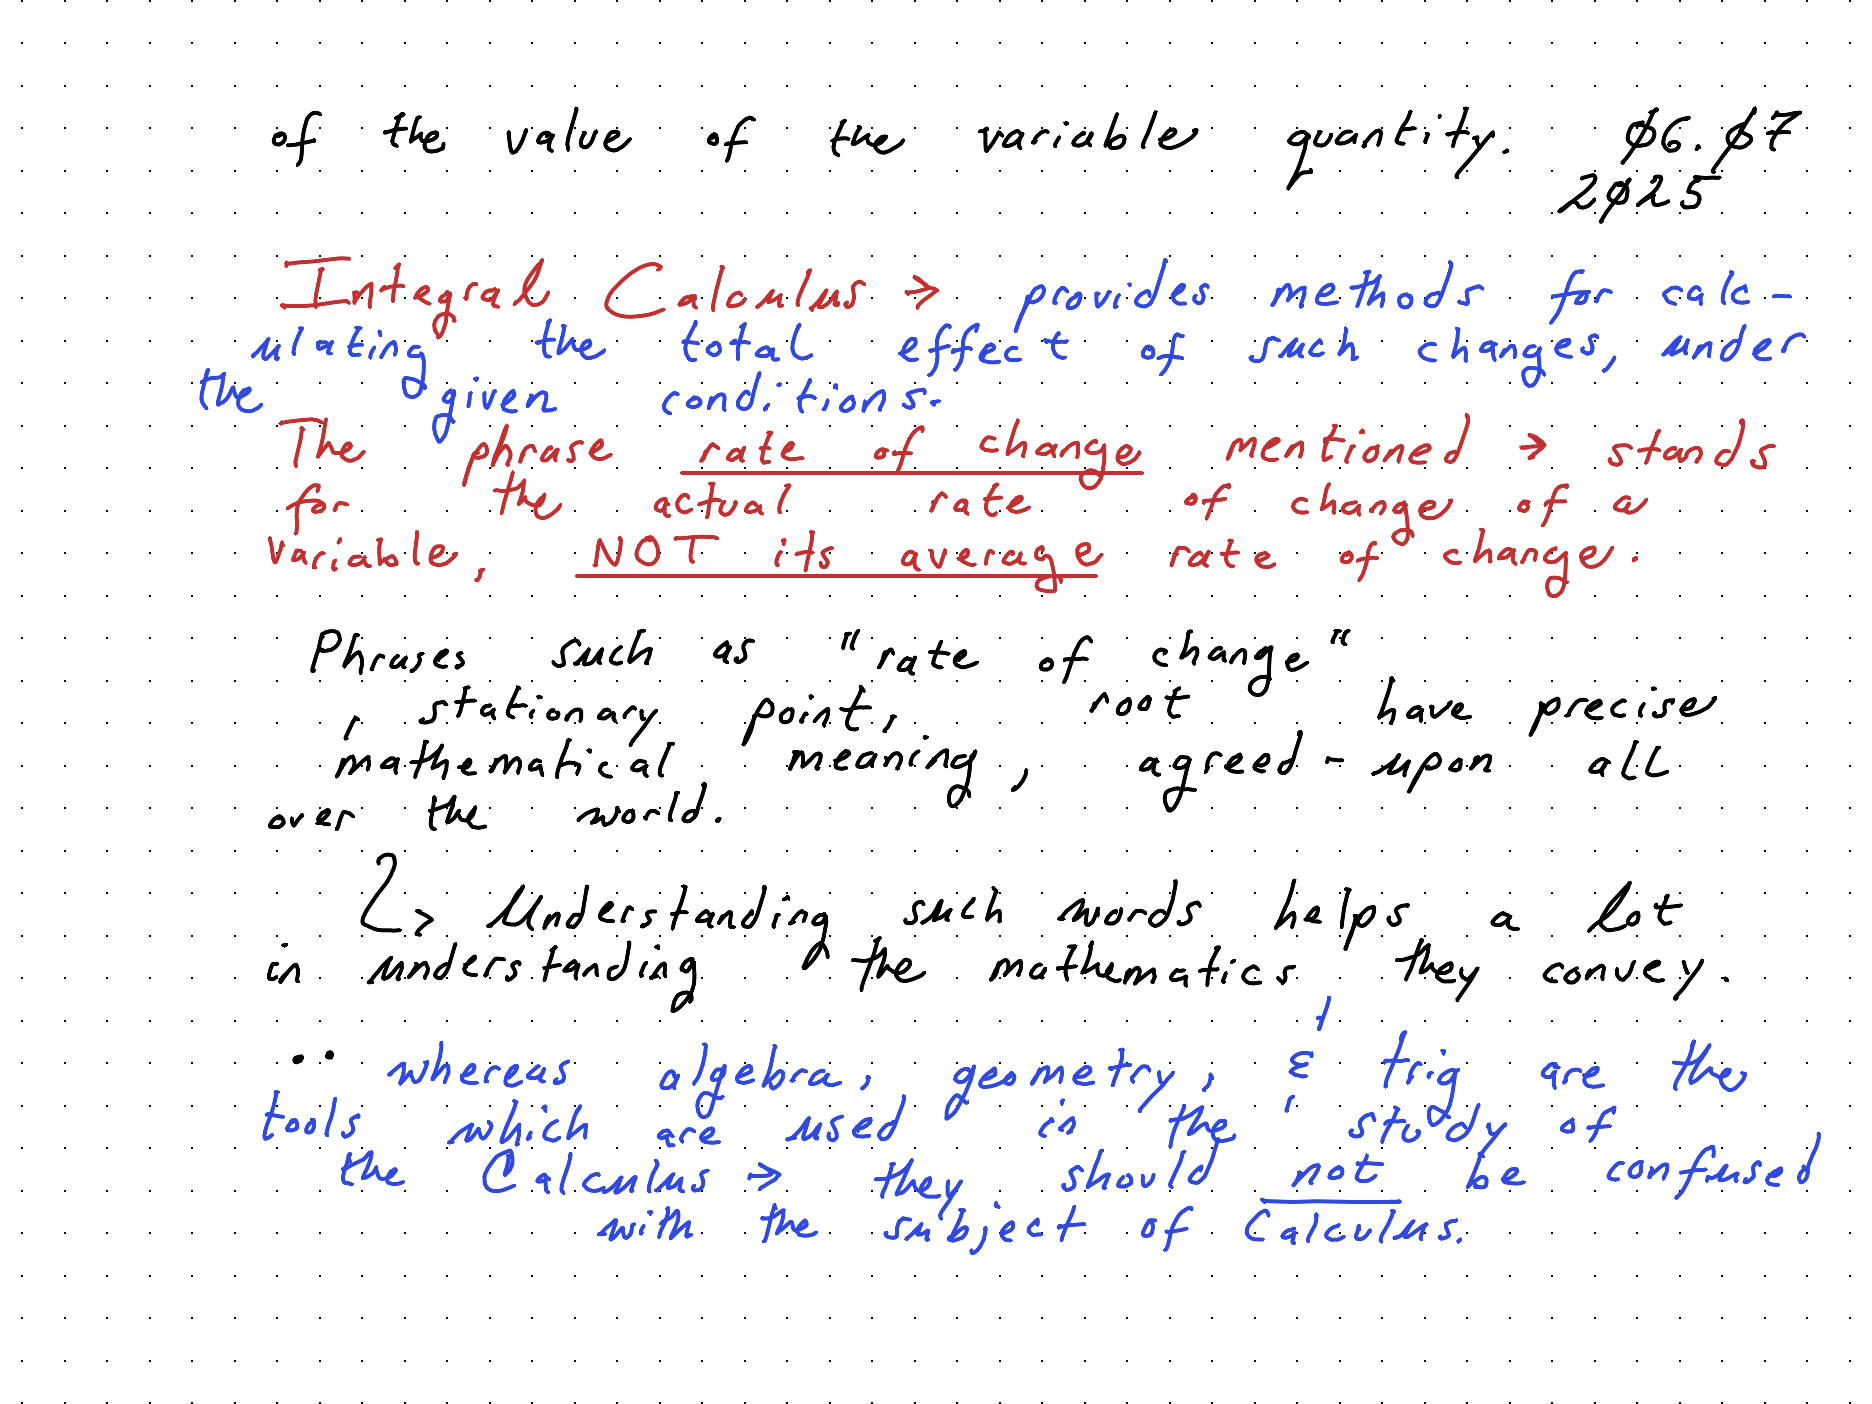 of the value of the variable quantity. Ø6.Ø7
2Ø25
Integral Calculus → provides methods for calc-
ulating the total effect of such changes, under
the given conditions.
The phrase rate of change mentioned → stands
for the actual rate of change of a
variable, NOT its average rate of change.
Phrases such as "rate of change"
, stationary point, root have precise
mathematical meaning, agreed-upon all
over the world.
↳ Understanding such words helps a lot
in understanding the mathematics they convey.
•• whereas algebra, geometry, & trig are the
tools which are used in the study of
the Calculus → they should not be confused
with the subject of Calculus.